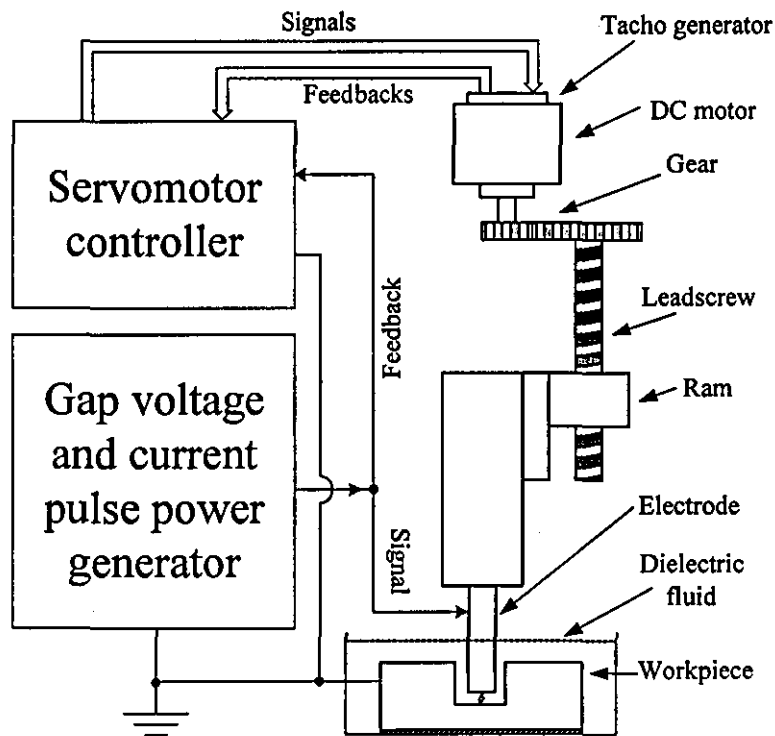 Signals
Tacho generator
Feedbacks
DC motor
Gear
Servomotor
controller
Leadscrew
Feedback
Ram
Gap voltage
and current
pulse power
generator
Signal
Electrode
Dielectric
fluid
Workpiece